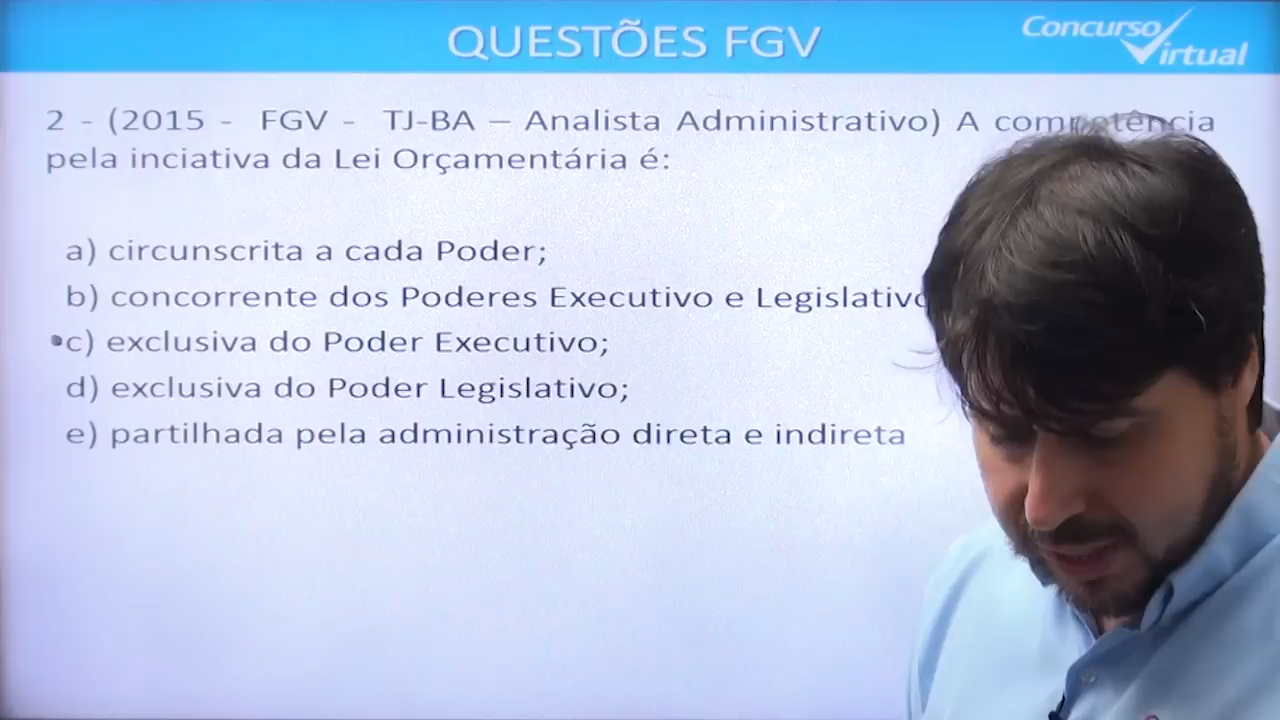 QUESTÕES FGV
Concurso Virtual
2 - (2015 - FGV - TJ-BA – Analista Administrativo) A competência
pela inciativa da Lei Orçamentária é:
a) circunscrita a cada Poder;
b) concorrente dos Poderes Executivo e Legislativo
c) exclusiva do Poder Executivo;
d) exclusiva do Poder Legislativo;
e) partilhada pela administração direta e indireta